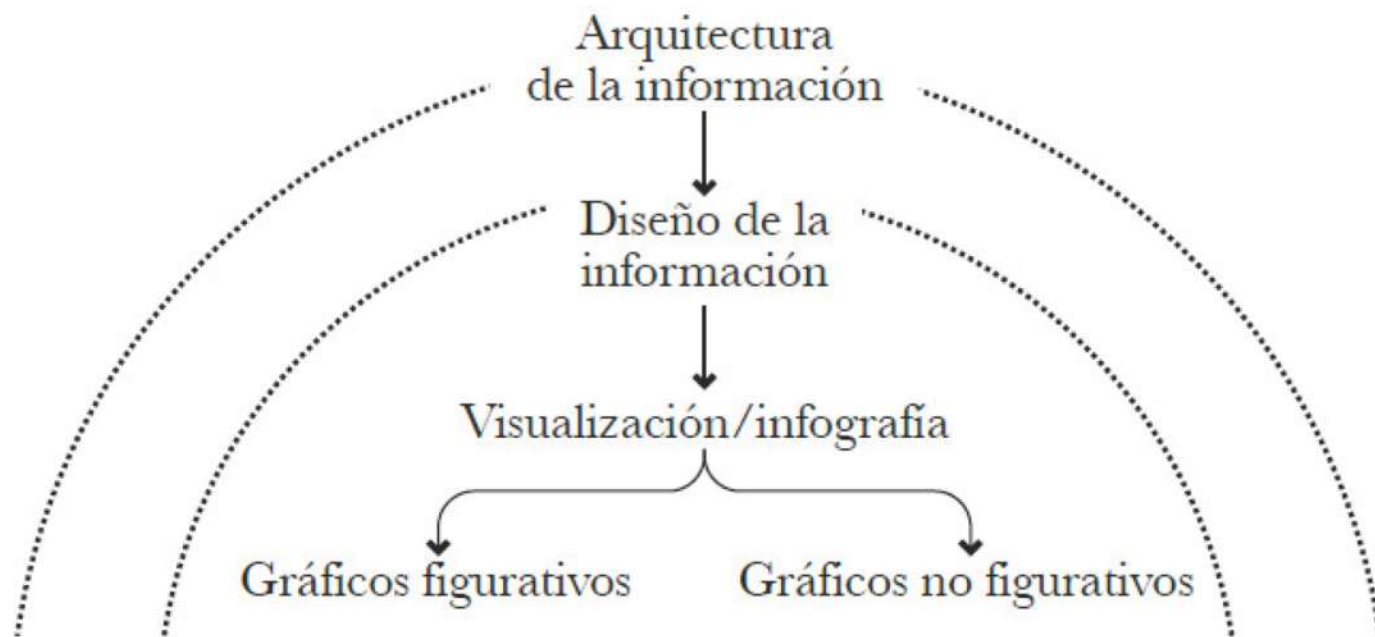 Arquitectura
de la información
Diseño de la
información
Visualización/infografía
Gráficos figurativos
Gráficos no figurativos